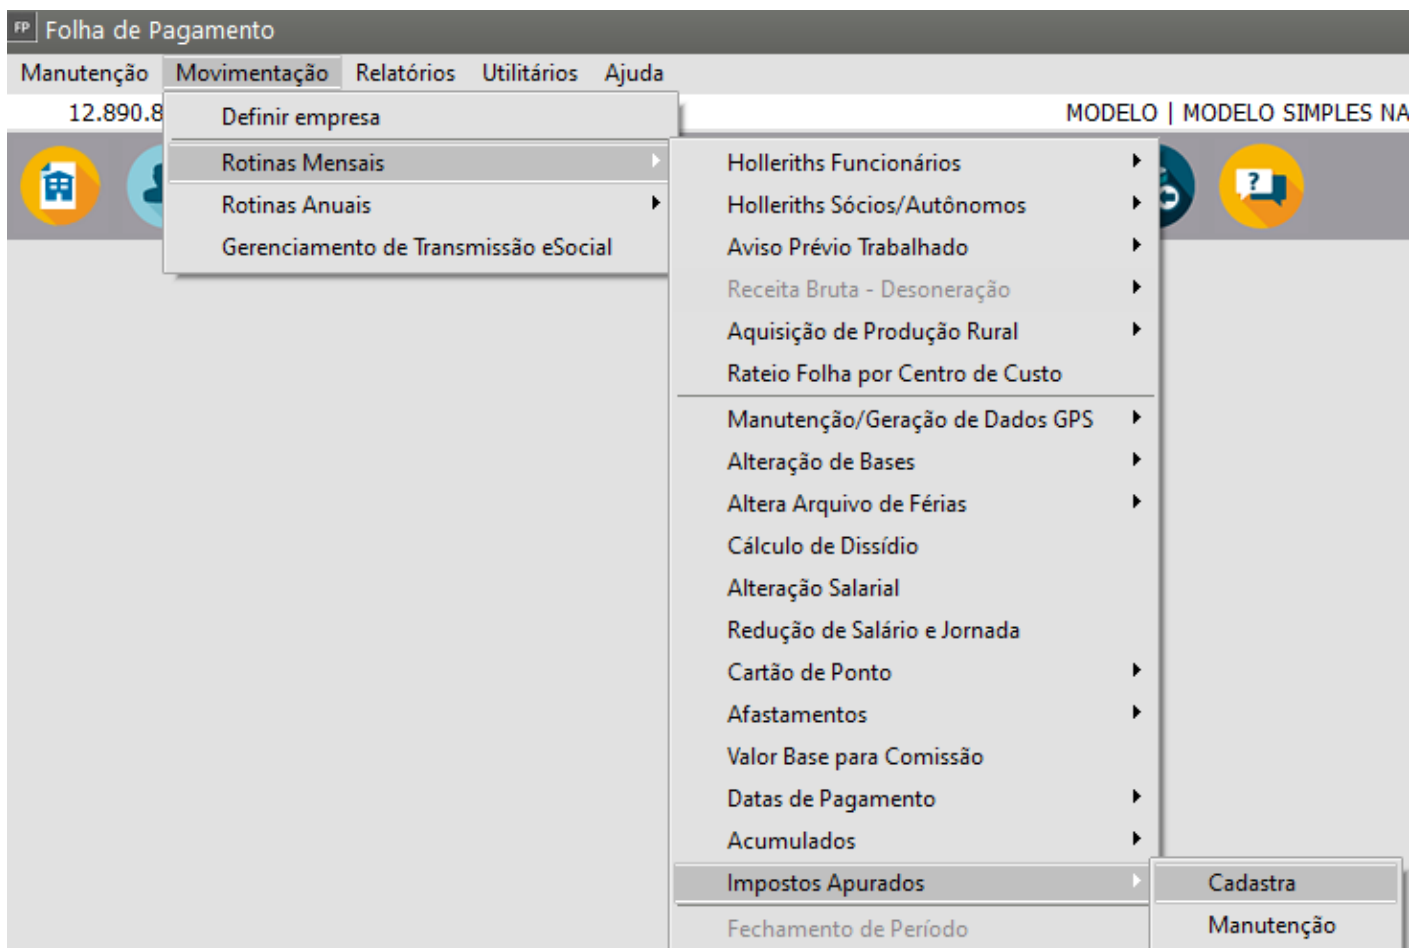 FP Folha de Pagamento
Manutenção Movimentação Relatórios Utilitários Ajuda
12.890.8 MODELO | MODELO SIMPLES NA
Definir empresa
Rotinas Mensais
Rotinas Anuais
Gerenciamento de Transmissão eSocial
Holleriths Funcionários
Holleriths Sócios/Autônomos
Aviso Prévio Trabalhado
Receita Bruta - Desoneração
Aquisição de Produção Rural
Rateio Folha por Centro de Custo
Manutenção/Geração de Dados GPS
Alteração de Bases
Altera Arquivo de Férias
Cálculo de Dissídio
Alteração Salarial
Redução de Salário e Jornada
Cartão de Ponto
Afastamentos
Valor Base para Comissão
Datas de Pagamento
Acumulados
Impostos Apurados
Fechamento de Período
Cadastra
Manutenção